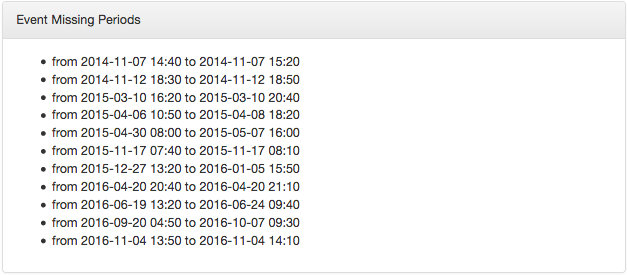 Event Missing Periods
• from 2014-11-07 14:40 to 2014-11-07 15:20
• from 2014-11-12 18:30 to 2014-11-12 18:50
• from 2015-03-10 16:20 to 2015-03-10 20:40
• from 2015-04-06 10:50 to 2015-04-08 18:20
• from 2015-04-30 08:00 to 2015-05-07 16:00
• from 2015-11-17 07:40 to 2015-11-17 08:10
• from 2015-12-27 13:20 to 2016-01-05 15:50
• from 2016-04-20 20:40 to 2016-04-20 21:10
• from 2016-06-19 13:20 to 2016-06-24 09:40
• from 2016-09-20 04:50 to 2016-10-07 09:30
• from 2016-11-04 13:50 to 2016-11-04 14:10